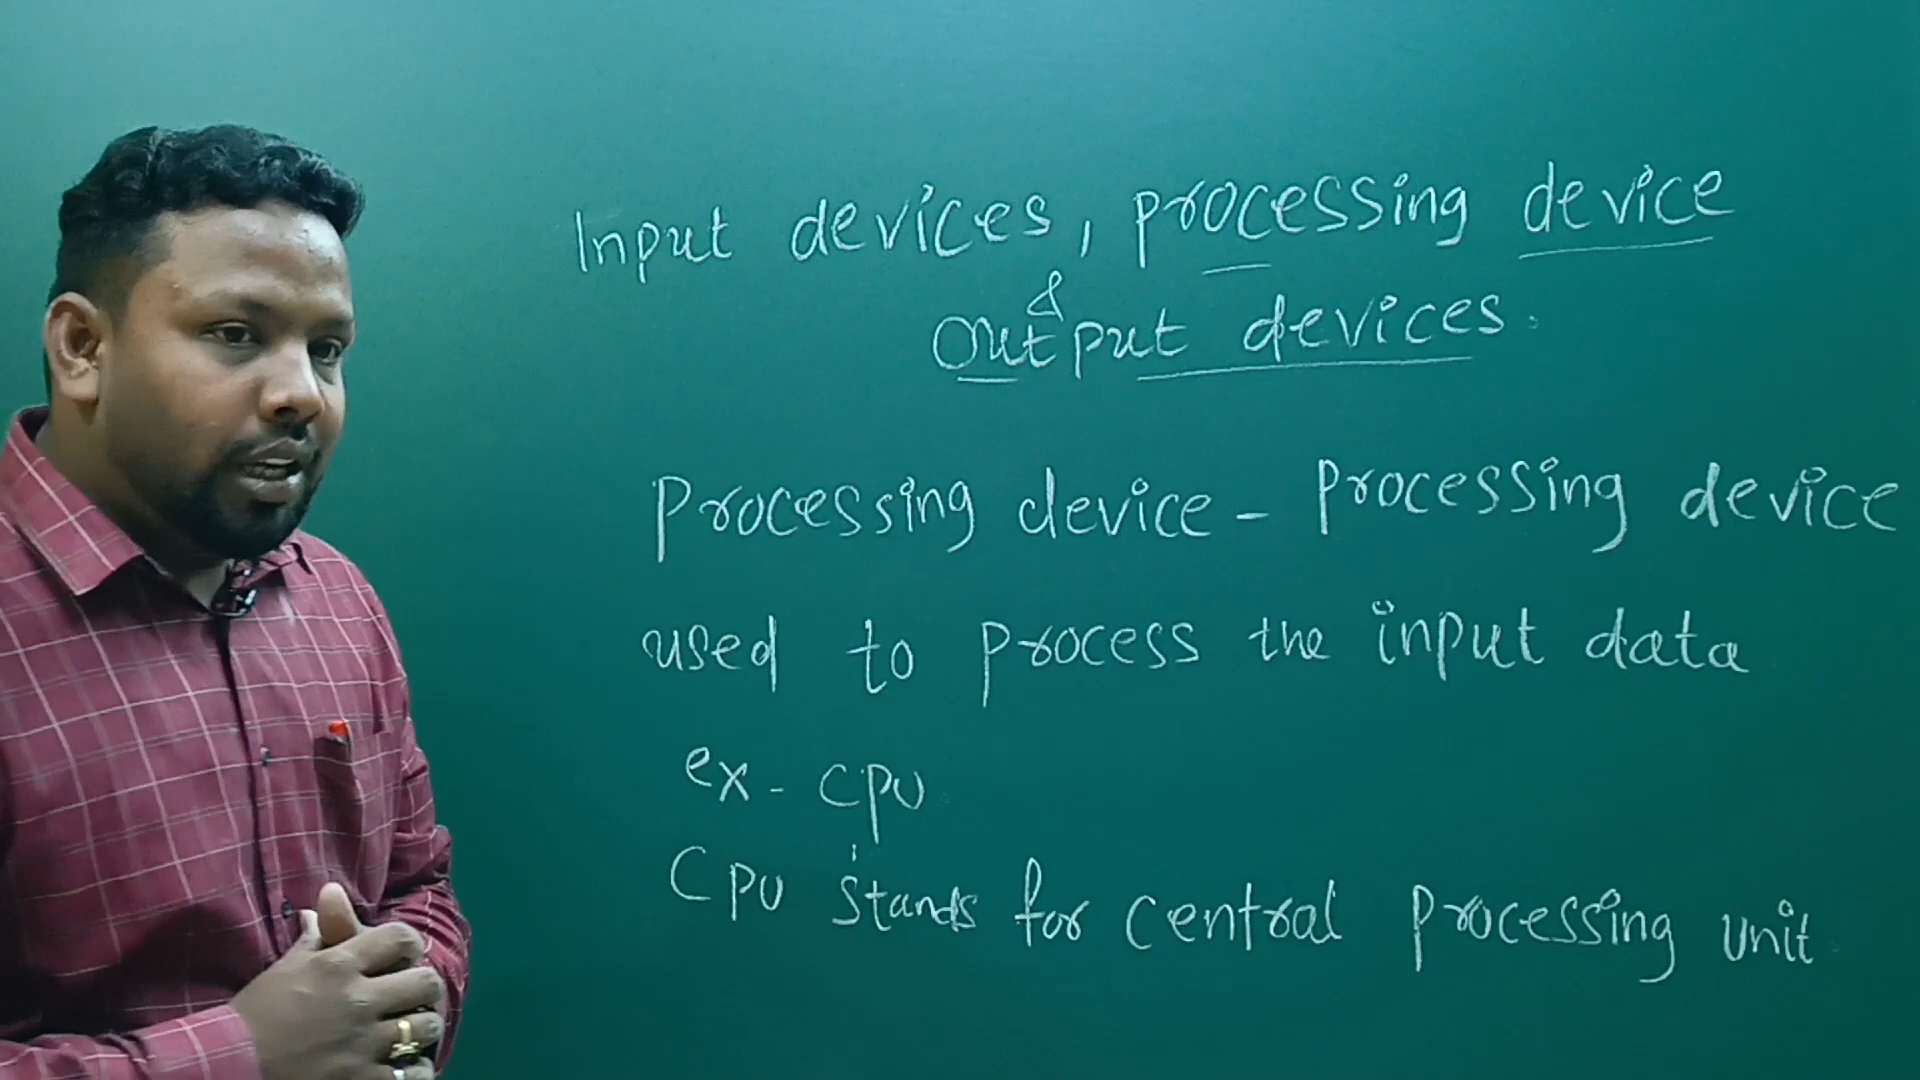 Input devices, processing device
&
output devices.
Processing device - Processing device
used to process the input data
ex - CPU
CPU stands for central processing unit